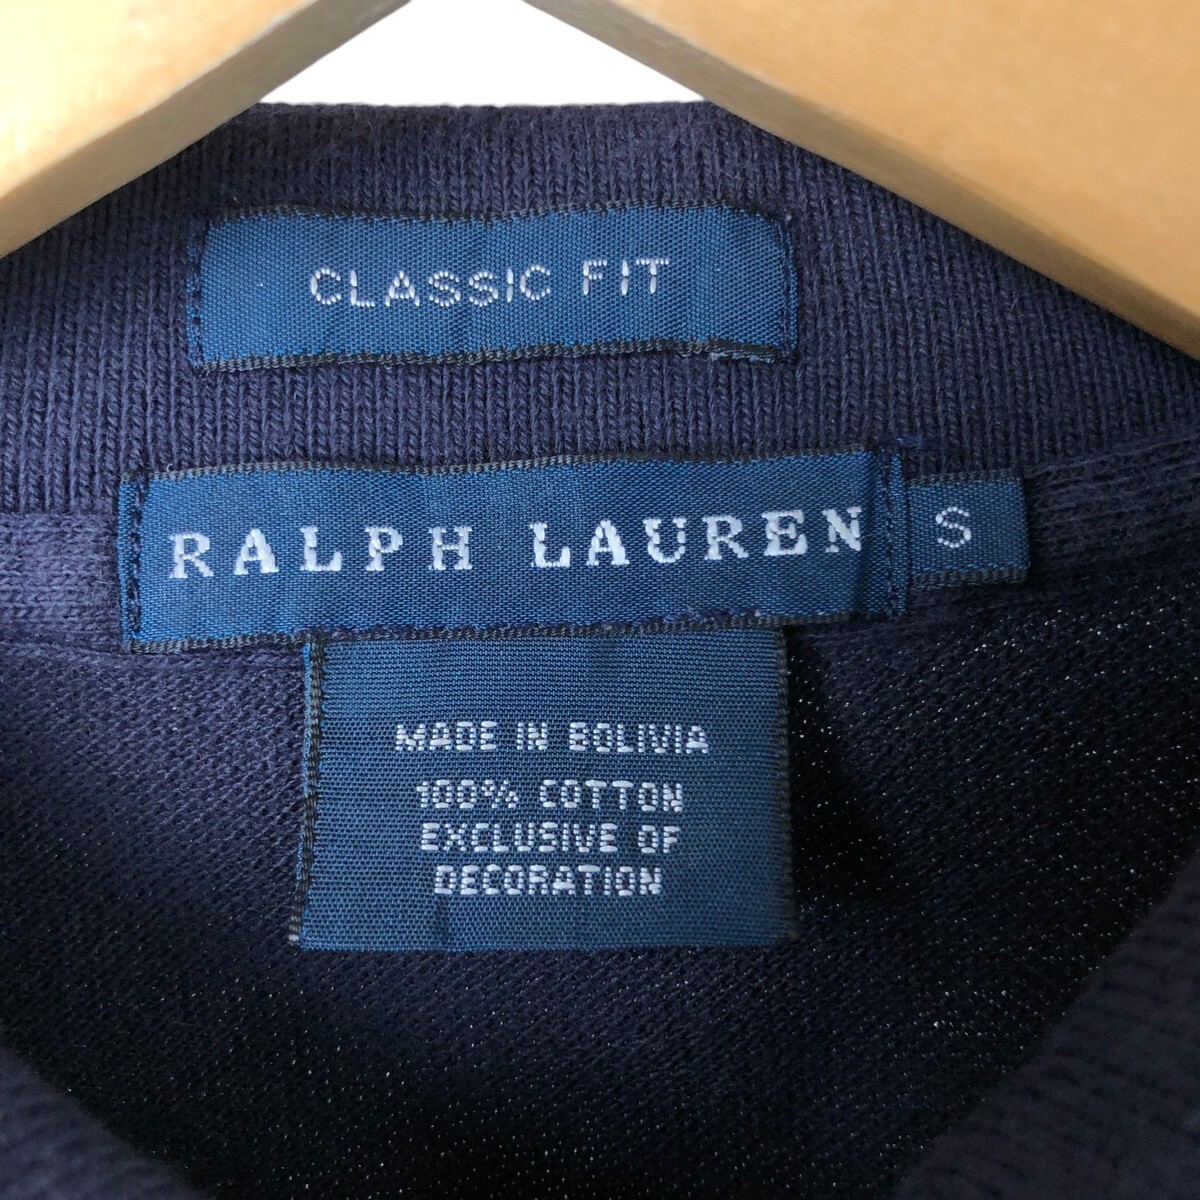 CLASSIC FIT
RALPH LAUREN
S
MADE IN BOLIVIA
100% COTTON
EXCLUSIVE OF
DECORATION